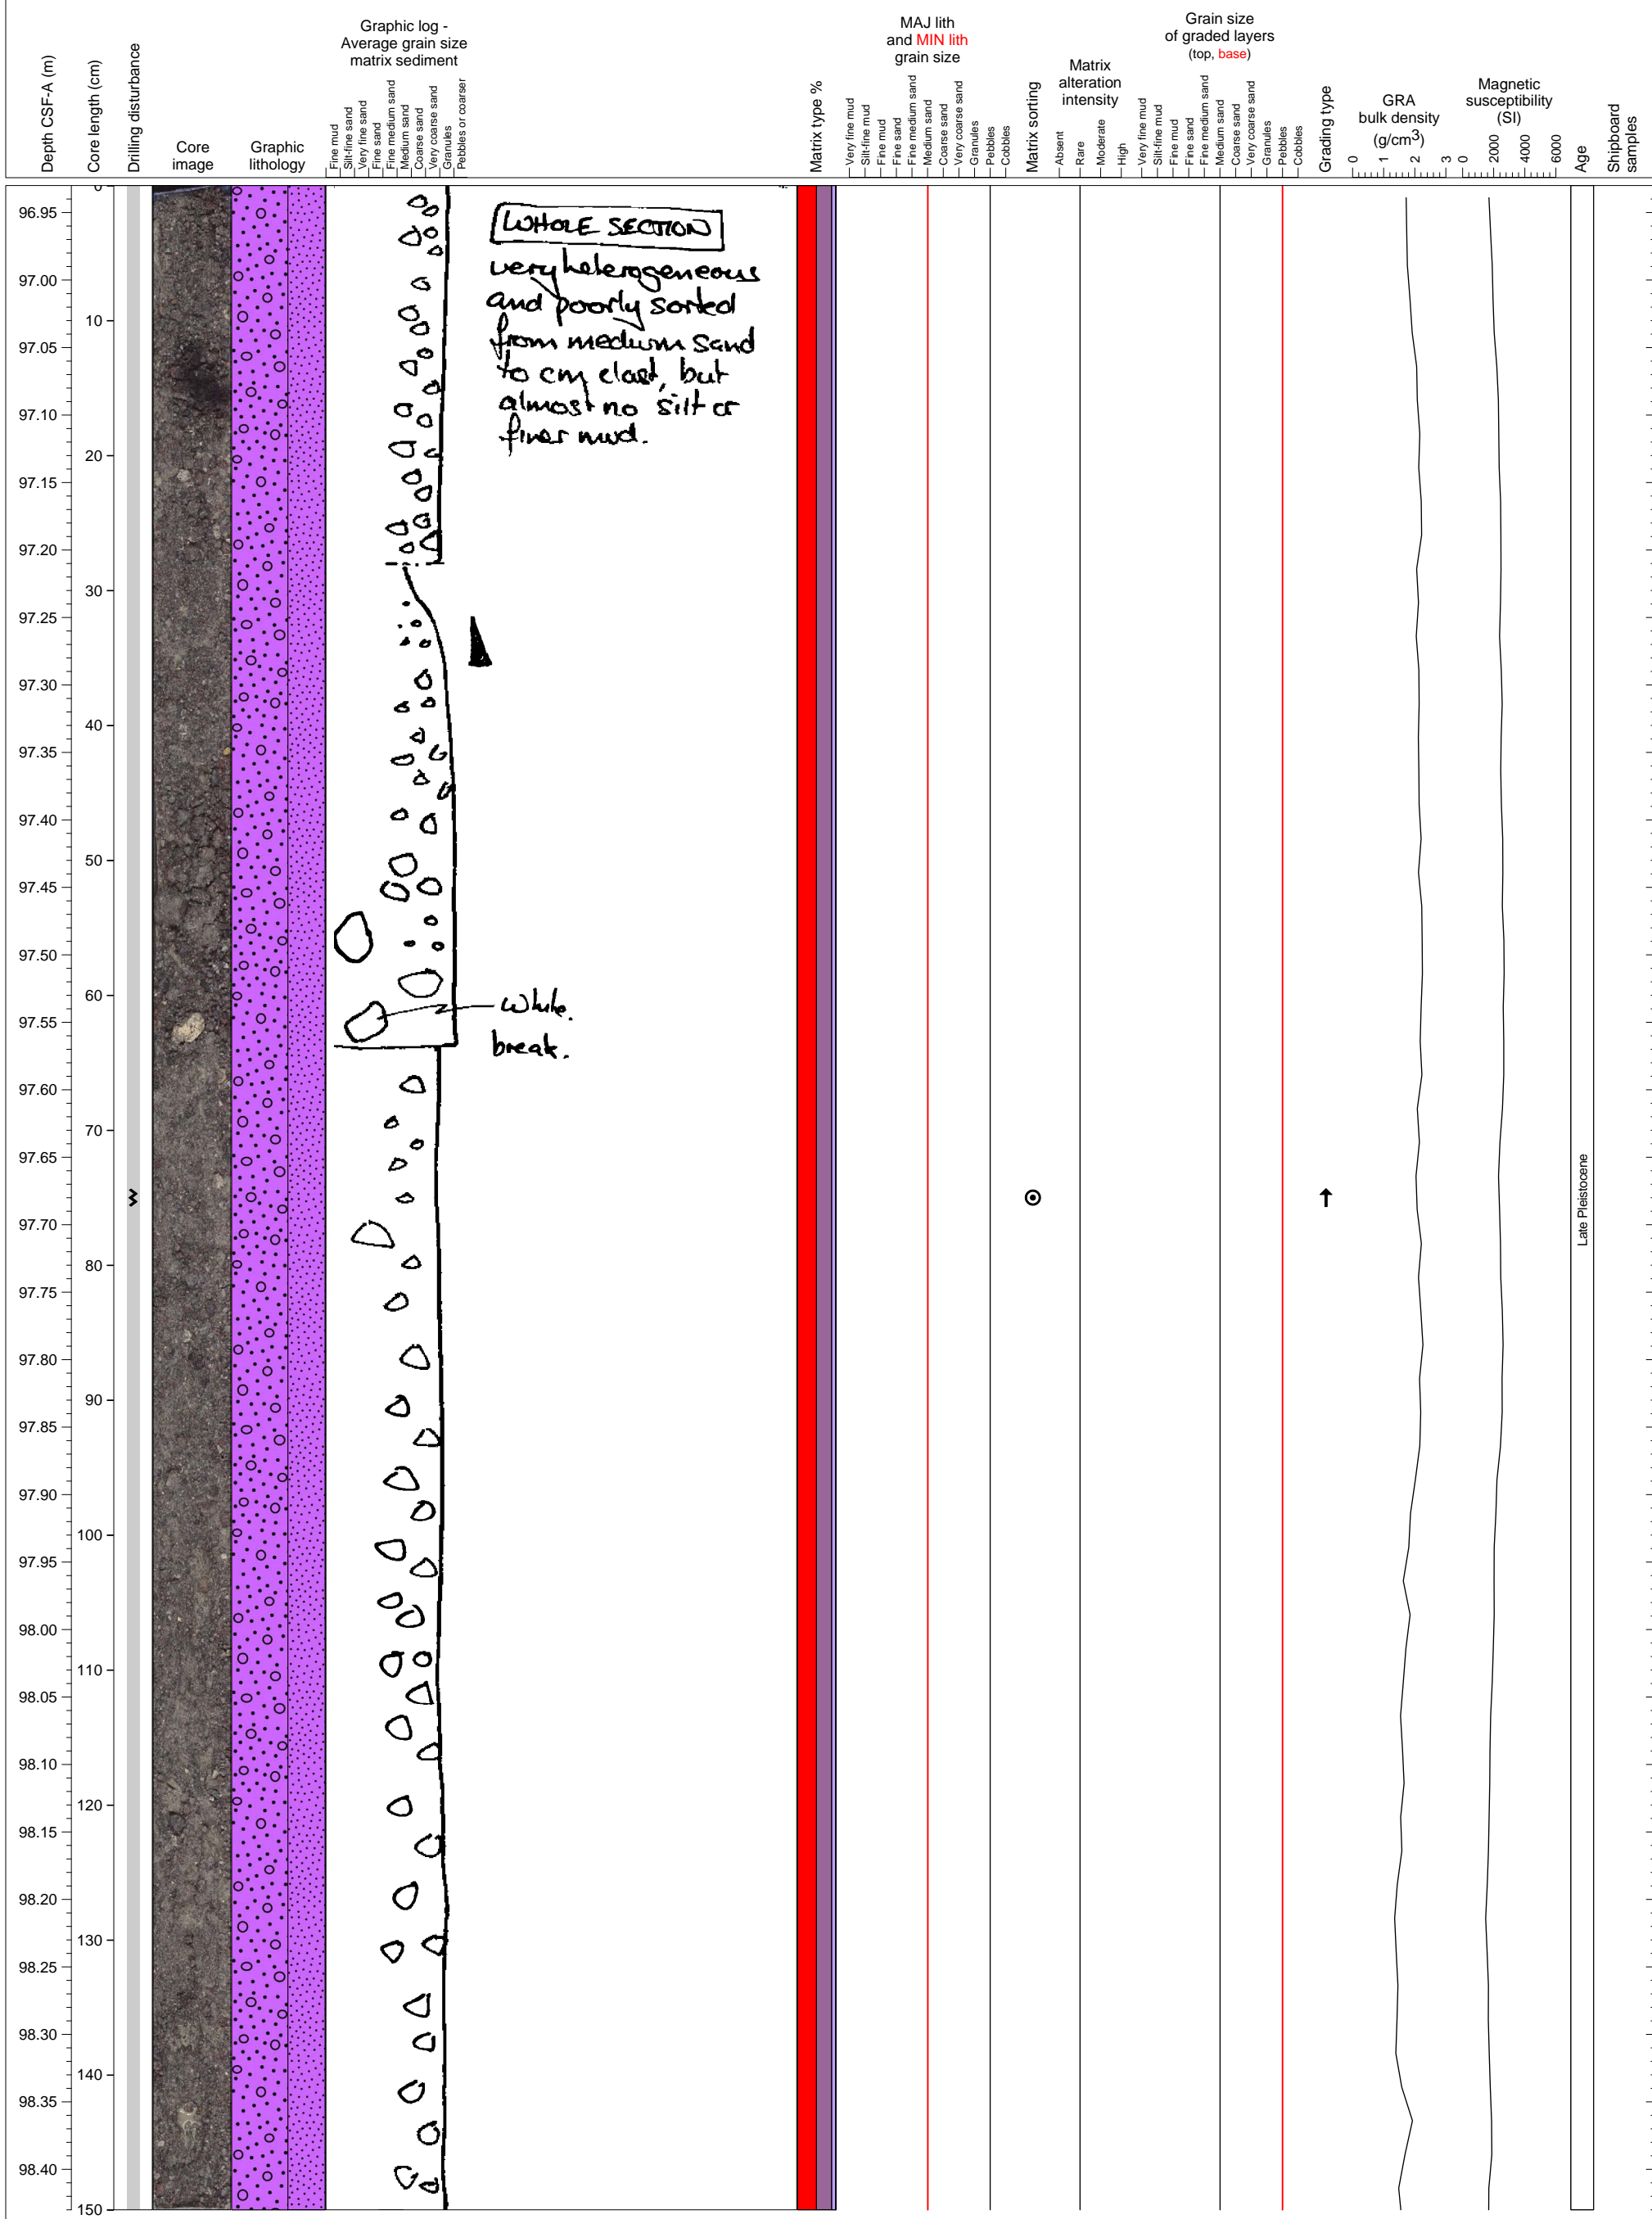 Depth CSF-A (m)
Core length (cm)
Drilling disturbance
Core
image
Graphic
lithology
Graphic log -
Average grain size
matrix sediment
Fine mud
Silt-fine sand
Very fine sand
Fine sand
Fine medium sand
Medium sand
Coarse sand
Very coarse sand
Granules
Pebbles or coarser
Matrix type %
MAJ lith
and MIN lith
grain size
Very fine mud
Silt-fine mud
Fine mud
Fine sand
Fine medium sand
Medium sand
Coarse sand
Very coarse sand
Granules
Pebbles
Cobbles
Matrix sorting
Matrix
alteration
intensity
Absent
Rare
Moderate
High
Grain size
of graded layers
(top, base)
Very fine mud
Silt-fine mud
Fine mud
Fine sand
Fine medium sand
Medium sand
Coarse sand
Very coarse sand
Granules
Pebbles
Cobbles
Grading type
GRA
bulk density
(g/cm3)
0 1 2 3
Magnetic
susceptibility
(SI)
0 2000 4000 6000
Age
Shipboard
samples
96.95
97.00
97.05
97.10
97.15
97.20
97.25
97.30
97.35
97.40
97.45
97.50
97.55
97.60
97.65
97.70
97.75
97.80
97.85
97.90
97.95
98.00
98.05
98.10
98.15
98.20
98.25
98.30
98.35
98.40
0
10
20
30
40
50
60
70
80
90
100
110
120
130
140
150
WHOLE SECTION
very heterogeneous
and poorly sorted
from medium sand
to cm clast, but
almost no silt or
finer mud.
white.
break.
Late Pleistocene